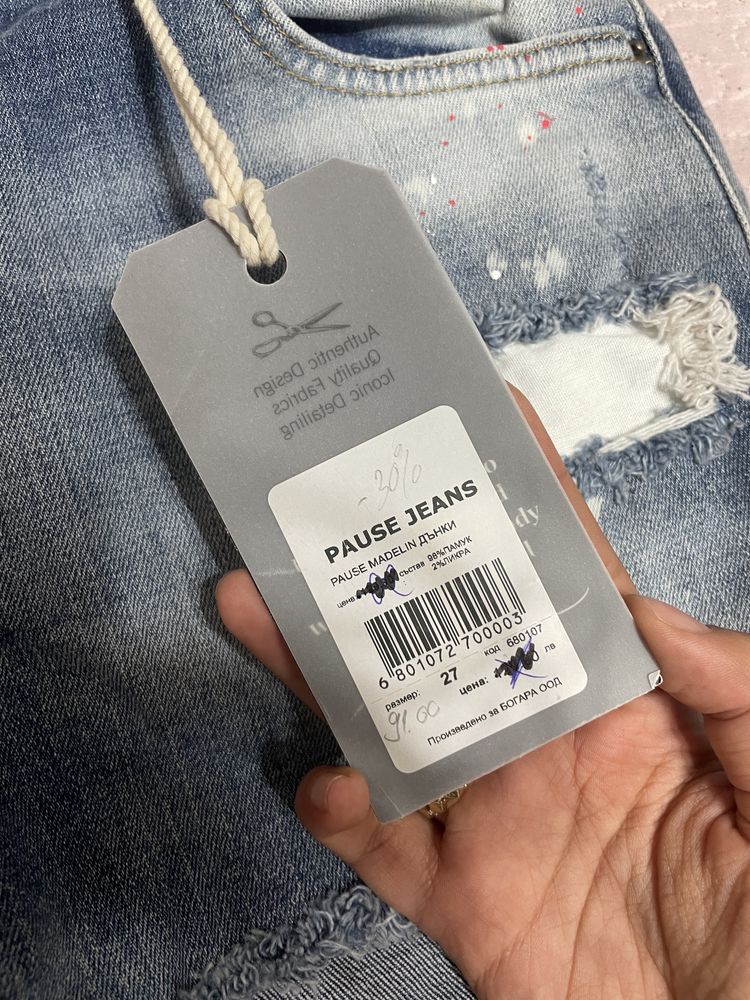 Authentic Design
Quality Fabrics
Iconic Detailing
-30%
PAUSE JEANS
PAUSE MADELIN ДЪНКИ
цена състав 98%ПАМУК
2%ЛИКРА
6 801072 700003
размер: 27 код 680107
91.00 цена: лв
Произведено за БОГАРА ООД